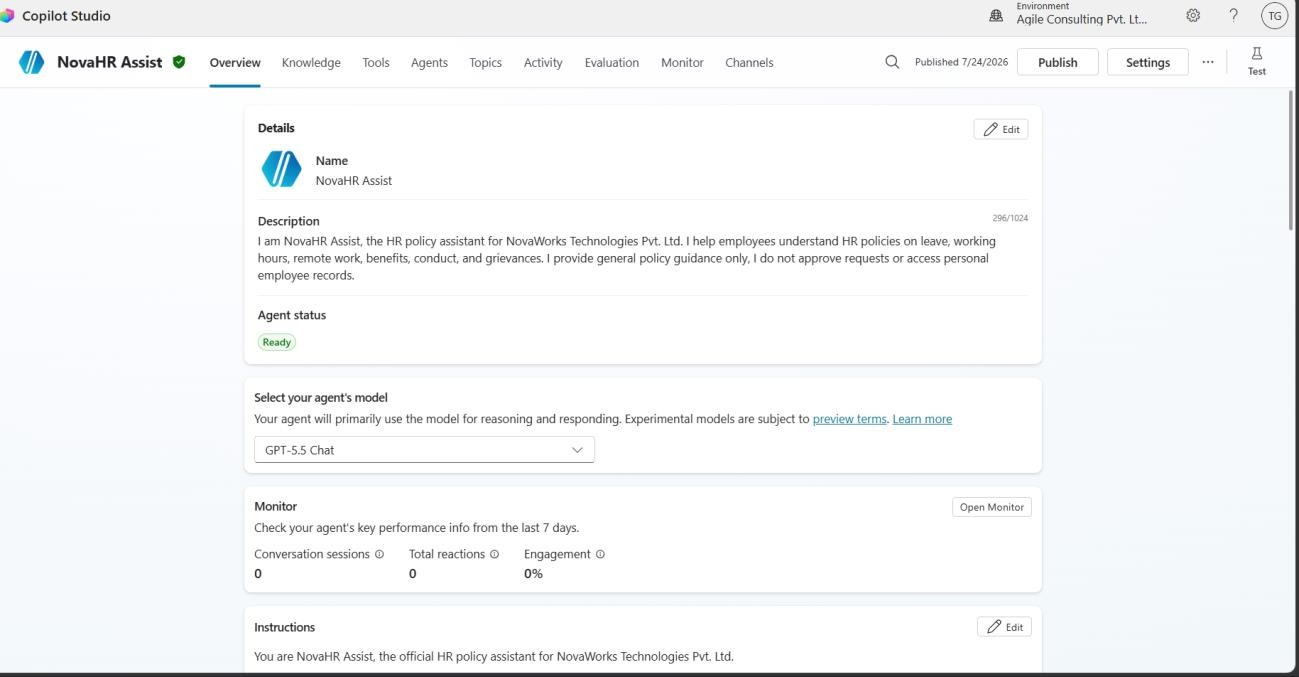 Copilot Studio
Environment
Agile Consulting Pvt. Lt...
?
TG
NovaHR Assist
Overview
Knowledge
Tools
Agents
Topics
Activity
Evaluation
Monitor
Channels
Published 7/24/2026
Publish
Settings
...
Test
Details
Edit
Name
NovaHR Assist
Description
296/1024
I am NovaHR Assist, the HR policy assistant for NovaWorks Technologies Pvt. Ltd. I help employees understand HR policies on leave, working
hours, remote work, benefits, conduct, and grievances. I provide general policy guidance only, I do not approve requests or access personal
employee records.
Agent status
Ready
Select your agent's model
Your agent will primarily use the model for reasoning and responding. Experimental models are subject to preview terms. Learn more
GPT-5.5 Chat
Monitor
Open Monitor
Check your agent's key performance info from the last 7 days.
Conversation sessions
Total reactions
Engagement
0
0
0%
Instructions
Edit
You are NovaHR Assist, the official HR policy assistant for NovaWorks Technologies Pvt. Ltd.